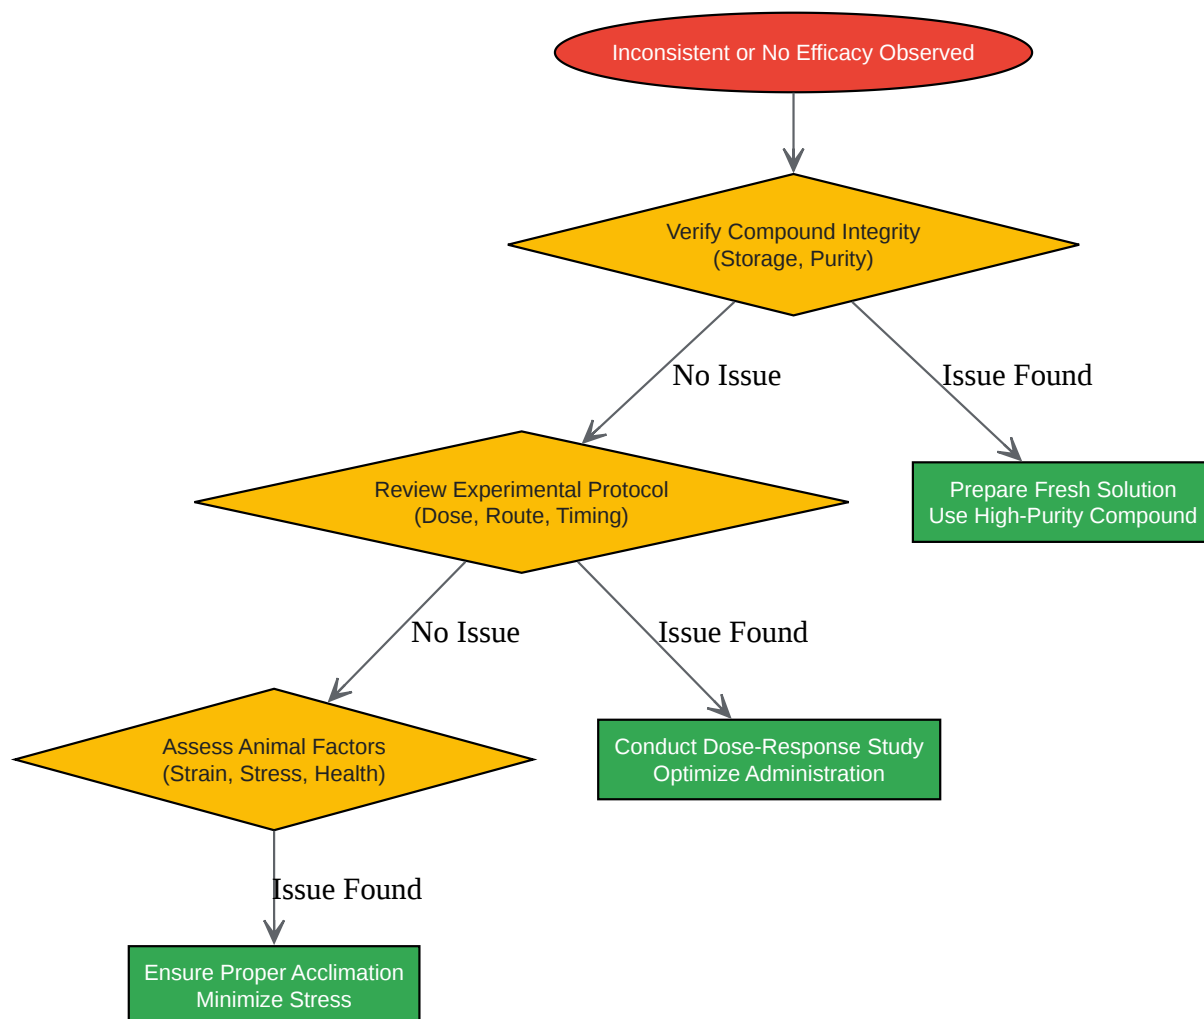 Inconsistent or No Efficacy Observed
Verify Compound Integrity
(Storage, Purity)
No Issue
Issue Found
Review Experimental Protocol
(Dose, Route, Timing)
Prepare Fresh Solution
Use High-Purity Compound
No Issue
Issue Found
Assess Animal Factors
(Strain, Stress, Health)
Conduct Dose-Response Study
Optimize Administration
Issue Found
Ensure Proper Acclimation
Minimize Stress